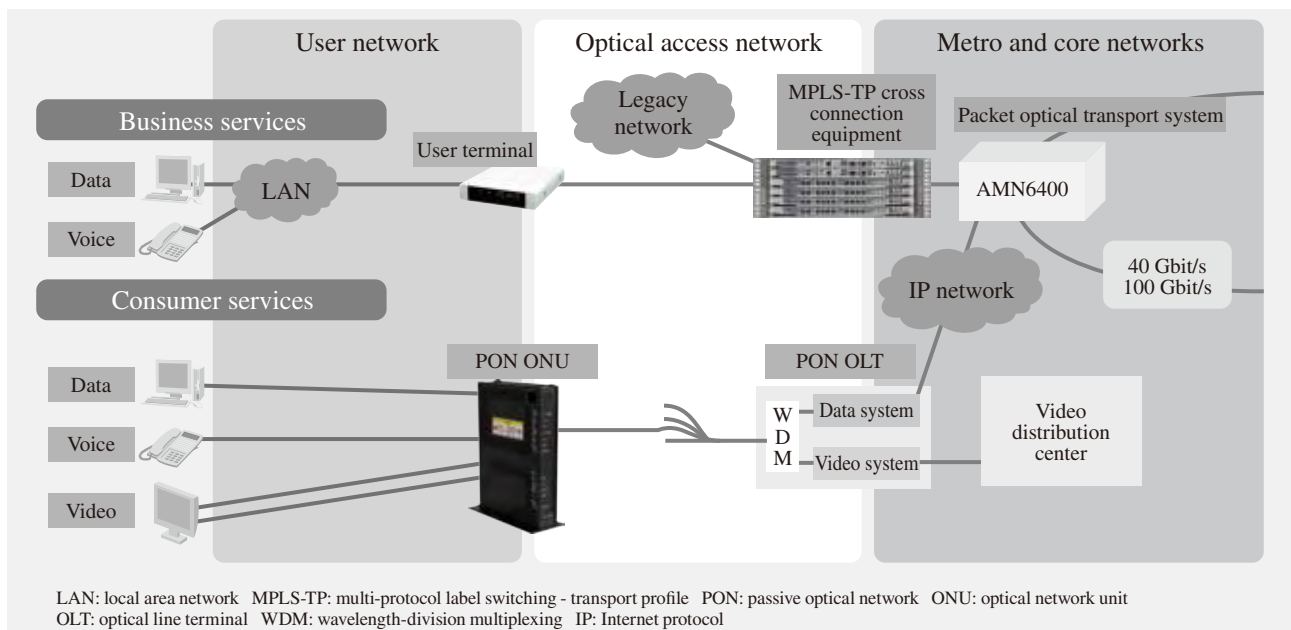 User network
Optical access network
Metro and core networks
Business services
Data
Voice
LAN
User terminal
Legacy
network
MPLS-TP cross
connection
equipment
Packet optical transport system
AMN6400
40 Gbit/s
100 Gbit/s
IP network
Consumer services
Data
Voice
Video
PON ONU
PON OLT
W
D
M
Data system
Video system
Video
distribution
center
LAN: local area network MPLS-TP: multi-protocol label switching - transport profile PON: passive optical network ONU: optical network unit
OLT: optical line terminal WDM: wavelength-division multiplexing IP: Internet protocol